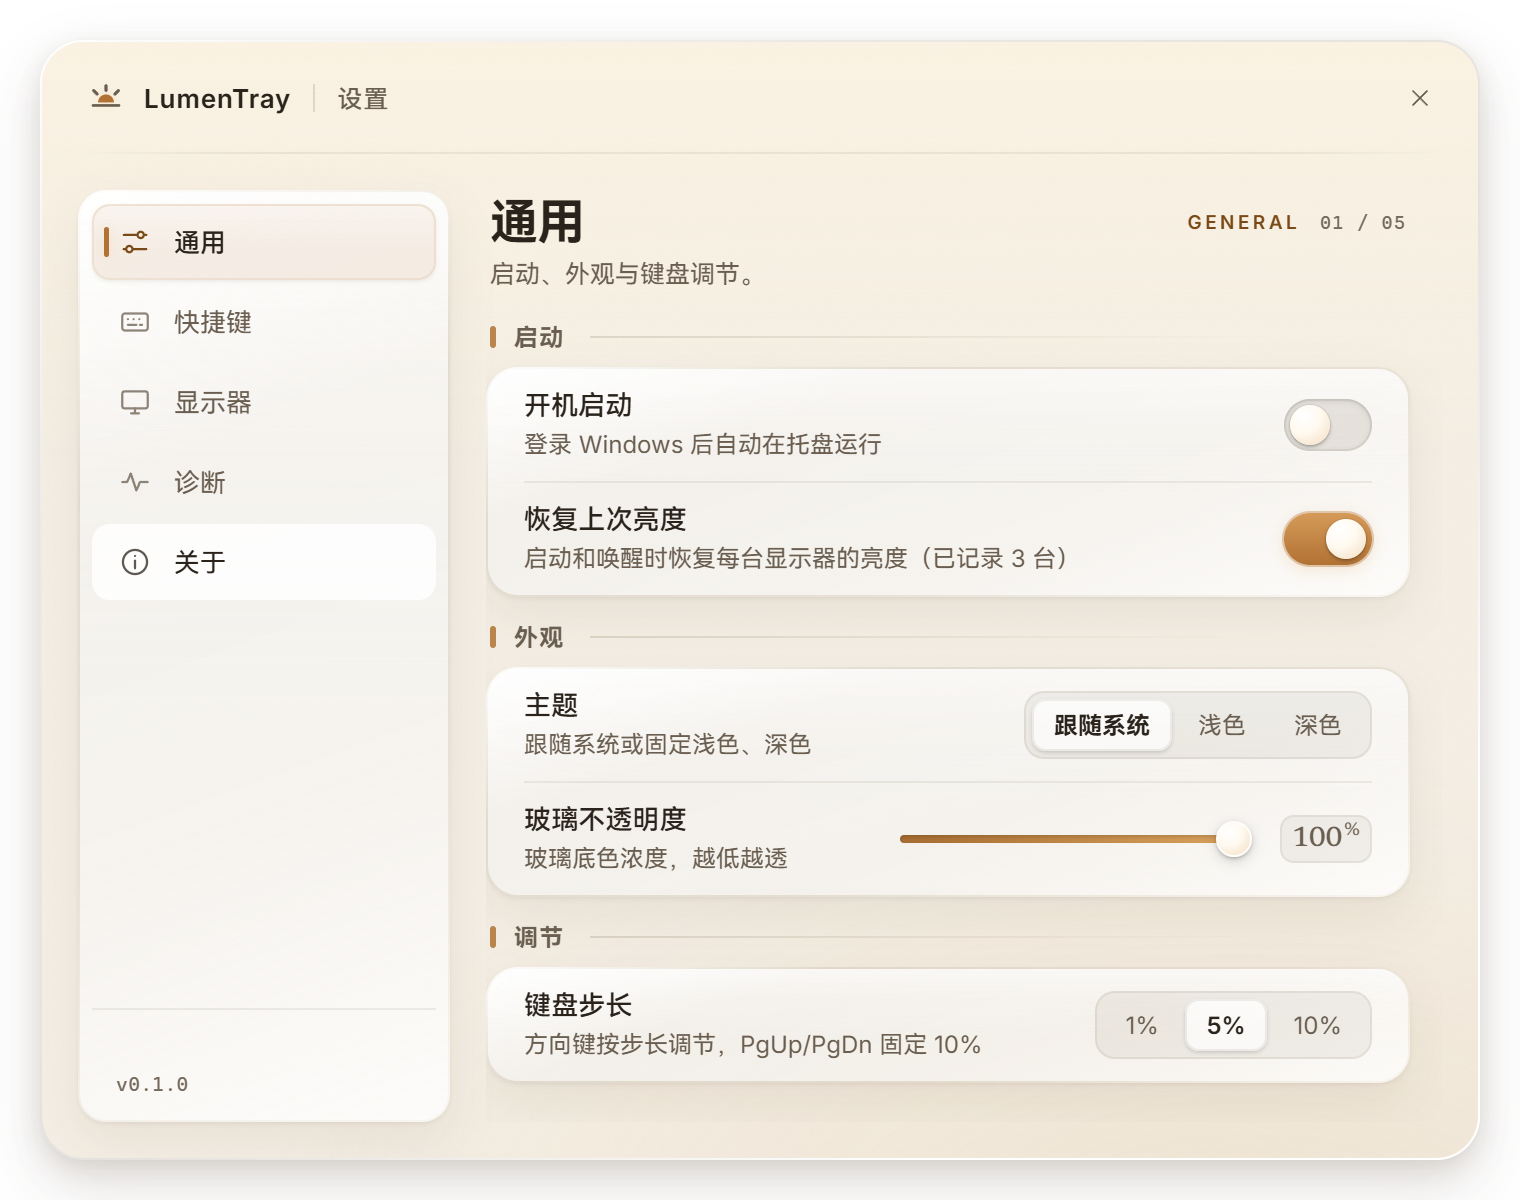 LumenTray 设置
通用
快捷键
显示器
诊断
关于
v0.1.0
通用
GENERAL 01 / 05
启动、外观与键盘调节。
启动
开机启动
登录 Windows 后自动在托盘运行
恢复上次亮度
启动和唤醒时恢复每台显示器的亮度（已记录 3 台）
外观
主题
跟随系统或固定浅色、深色
跟随系统 浅色 深色
玻璃不透明度
玻璃底色浓度，越低越透
100%
调节
键盘步长
方向键按步长调节，PgUp/PgDn 固定 10%
1% 5% 10%